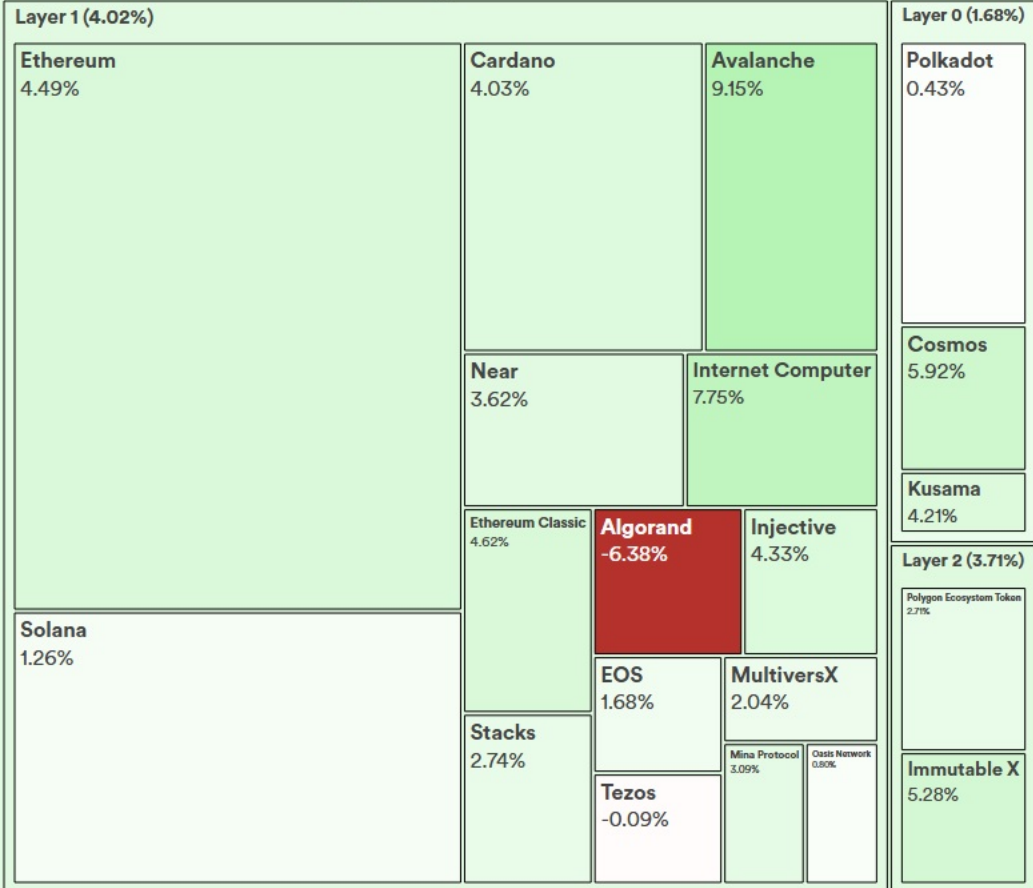 Layer 1 (4.02%)
Ethereum
4.49%
Solana
1.26%
Cardano
4.03%
Avalanche
9.15%
Near
3.62%
Internet Computer
7.75%
Ethereum Classic
4.62%
Algorand
-6.38%
Injective
4.33%
Stacks
2.74%
EOS
1.68%
MultiversX
2.04%
Tezos
-0.09%
Mina Protocol
3.09%
Oasis Network
0.80%
Layer 0 (1.68%)
Polkadot
0.43%
Cosmos
5.92%
Kusama
4.21%
Layer 2 (3.71%)
Polygon Ecosystem Token
2.71%
Immutable X
5.28%